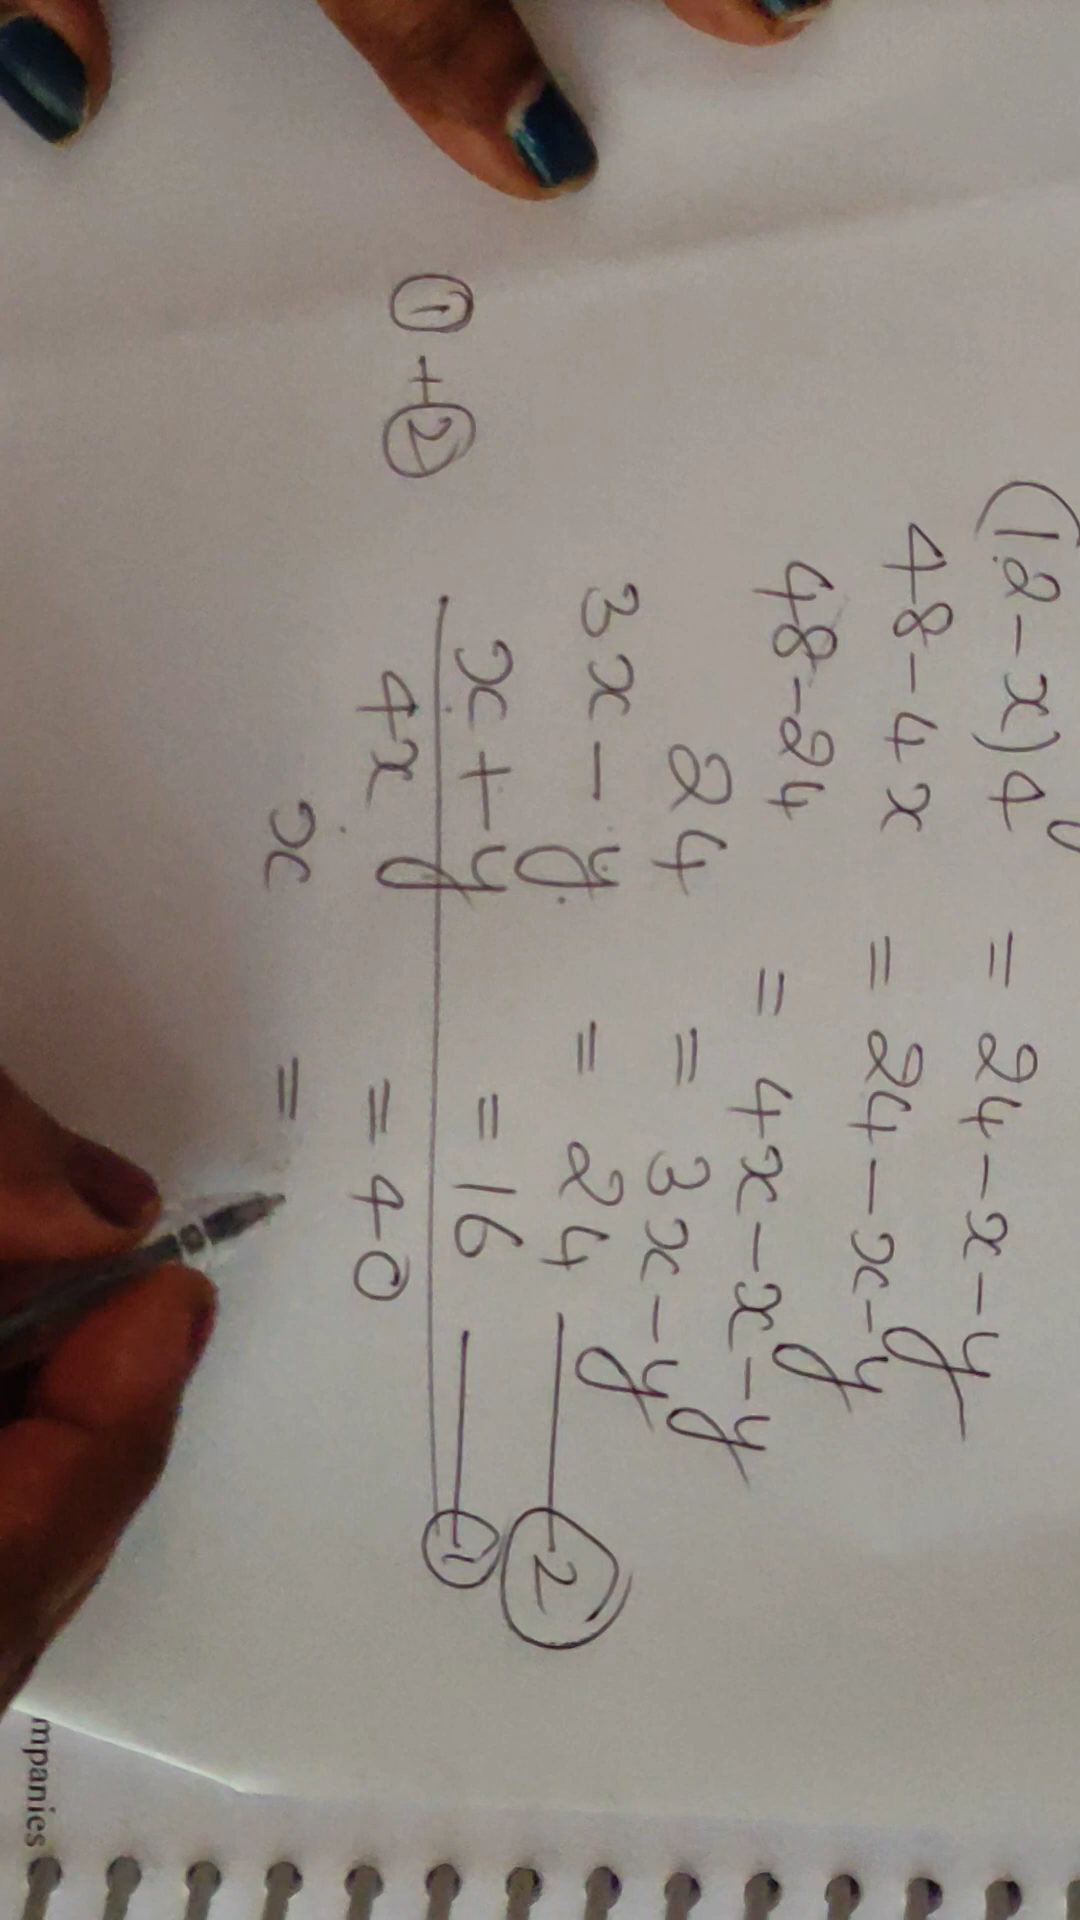 (12-x)4 = 24-x-y
48-4x = 24-x-y
48-24 = 4x-x-y
24 = 3x-y
3x-y = 24 — 2
x+y = 16 — 1
1 + 2 4x = 40
x =
mpanies